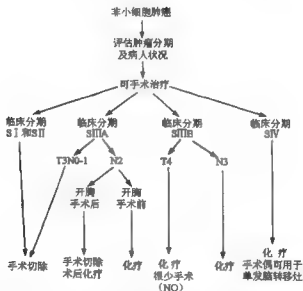 非小细胞肺癌
评估肿瘤分期
及病人状况
可手术治疗
临床分期
SⅠ和SⅡ
临床分期
SⅢA
临床分期
SⅢB
临床分期
SⅣ
T3N0-1
N2
T4
N3
开胸
手术后
开胸
手术前
手术切除
手术切除
术后化疗
化疗
化 疗
很少手术
(NO)
化疗
化 疗
手术偶可用于
单发脑转移灶